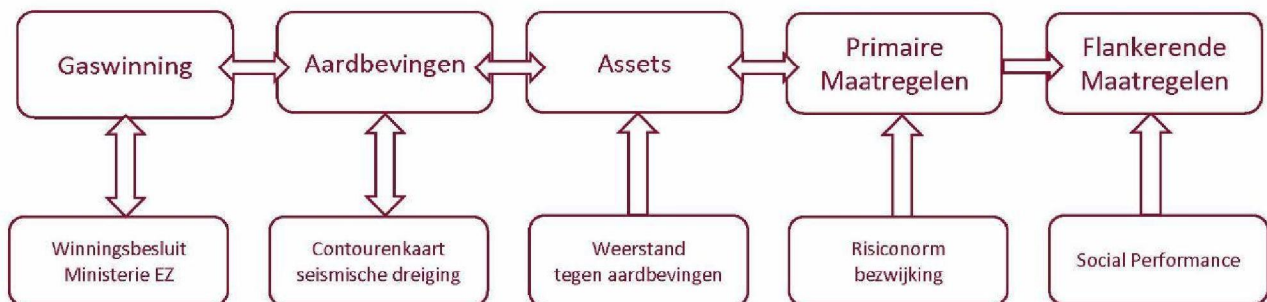 Gaswinning
Aardbevingen
Assets
Primaire
Maatregelen
Flankerende
Maatregelen
Winningsbesluit
Ministerie EZ
Contourenkaart
seismische dreiging
Weerstand
tegen aardbevingen
Risiconorm
bezwijking
Social Performance